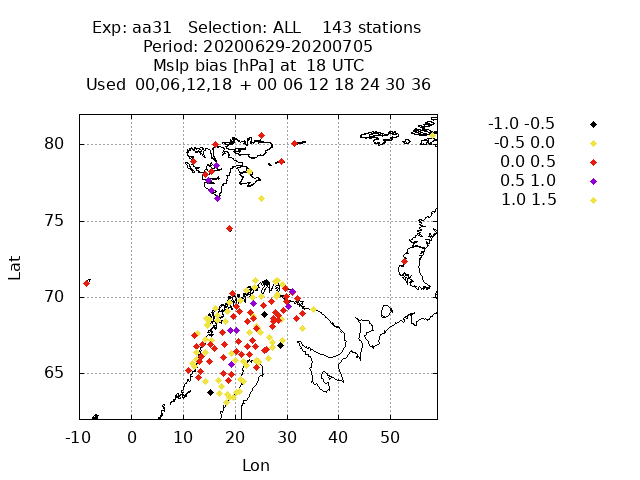 Exp: aa31 Selection: ALL 143 stations
Period: 20200629-20200705
Mslp bias [hPa] at 18 UTC
Used 00,06,12,18 + 00 06 12 18 24 30 36
-1.0 -0.5
-0.5 0.0
0.0 0.5
0.5 1.0
1.0 1.5
80
75
70
65
Lat
-10 0 10 20 30 40 50
Lon